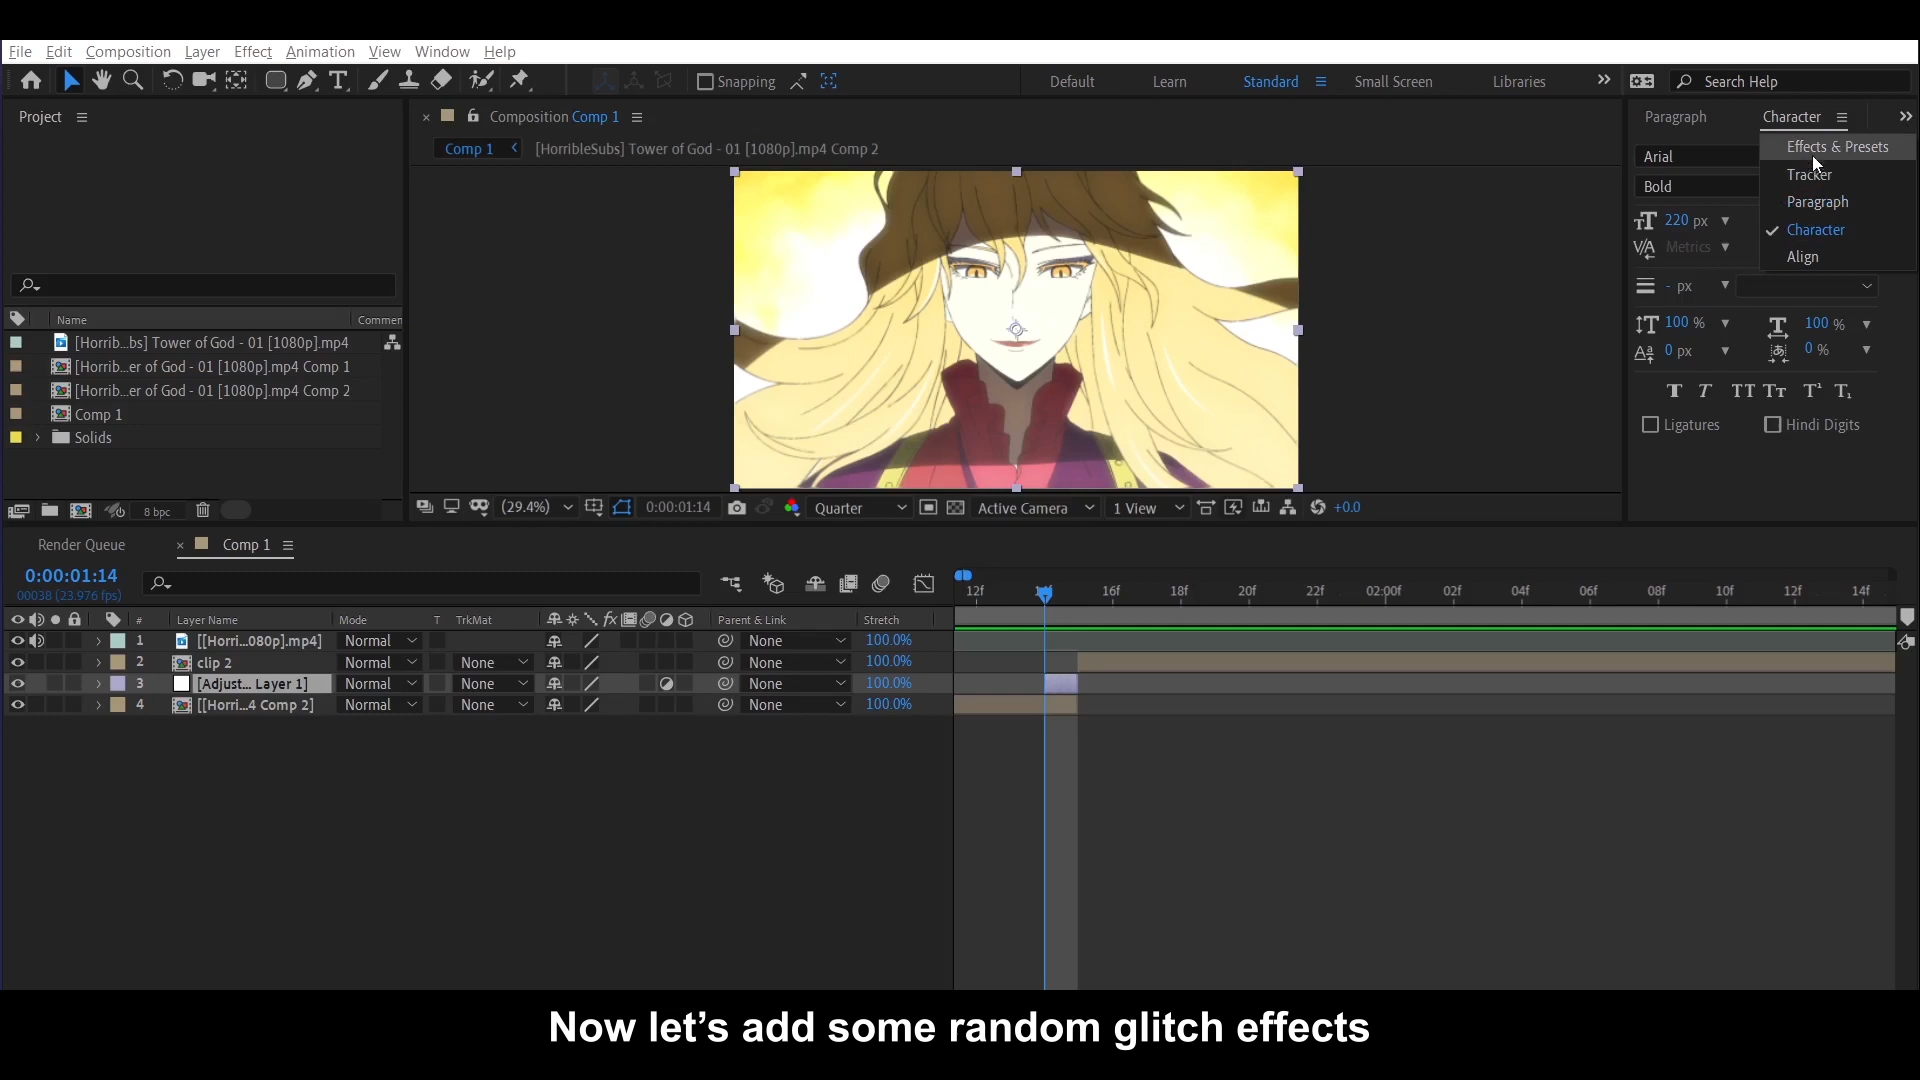 File Edit Composition Layer Effect Animation View Window Help
Snapping Default Learn Standard Small Screen Libraries Search Help
Project
Composition Comp 1
Paragraph Character
Comp 1 [HorribleSubs] Tower of God - 01 [1080p].mp4 Comp 2
Effects & Presets
Arial
Tracker
Bold
Paragraph
220 px
Character
Metrics
Align
- px
Name Commen
100 % 100 %
[Horrib...bs] Tower of God - 01 [1080p].mp4
0 px 0 %
[Horrib...er of God - 01 [1080p].mp4 Comp 1
[Horrib...er of God - 01 [1080p].mp4 Comp 2
T T TT Tт T¹ T₁
Comp 1
Ligatures Hindi Digits
Solids
8 bpc (29.4%) 0:00:01:14 Quarter Active Camera 1 View +0.0
Render Queue Comp 1
0:00:01:14
00038 (23.976 fps)
12f 16f 18f 20f 22f 02:00f 02f 04f 06f 08f 10f 12f 14f
# Layer Name Mode T TrkMat fx Parent & Link Stretch
1 [[Horri...080p].mp4] Normal None 100.0%
2 clip 2 Normal None None 100.0%
3 [Adjust... Layer 1] Normal None None 100.0%
4 [[Horri...4 Comp 2] Normal None None 100.0%
Now let’s add some random glitch effects